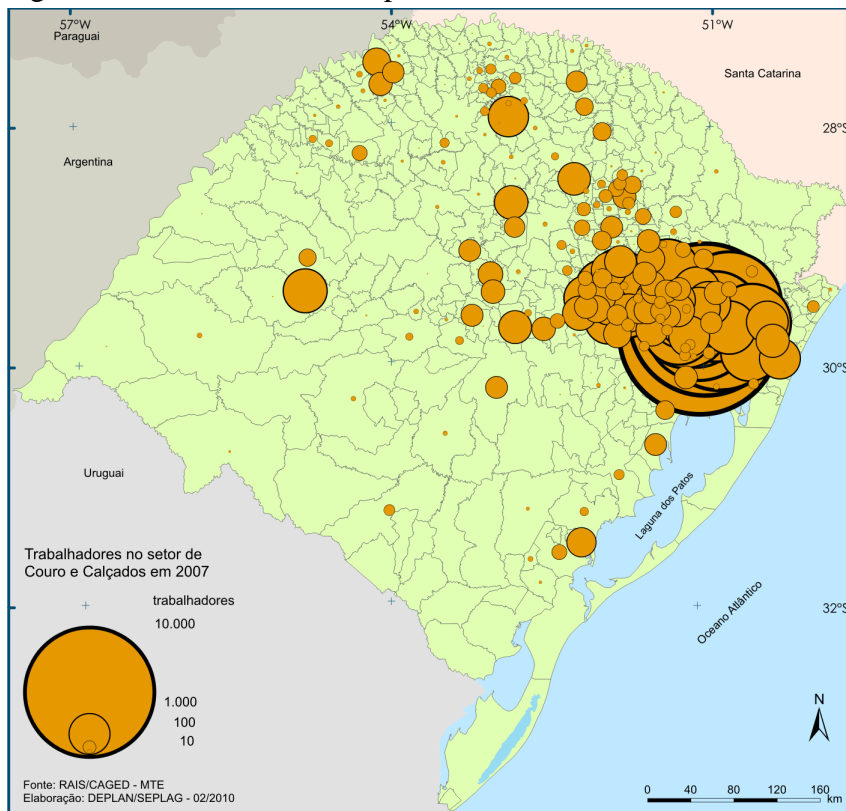 57°W
54°W
51°W
Paraguai
Santa Catarina
28°S
Argentina
30°S
Uruguai
Laguna dos Patos
Trabalhadores no setor de
Couro e Calçados em 2007
trabalhadores
10.000
1.000
100
10
32°S
Oceano Atlântico
N
Fonte: RAIS/CAGED - MTE
Elaboração: DEPLAN/SEPLAG - 02/2010
0 40 80 120 160
km